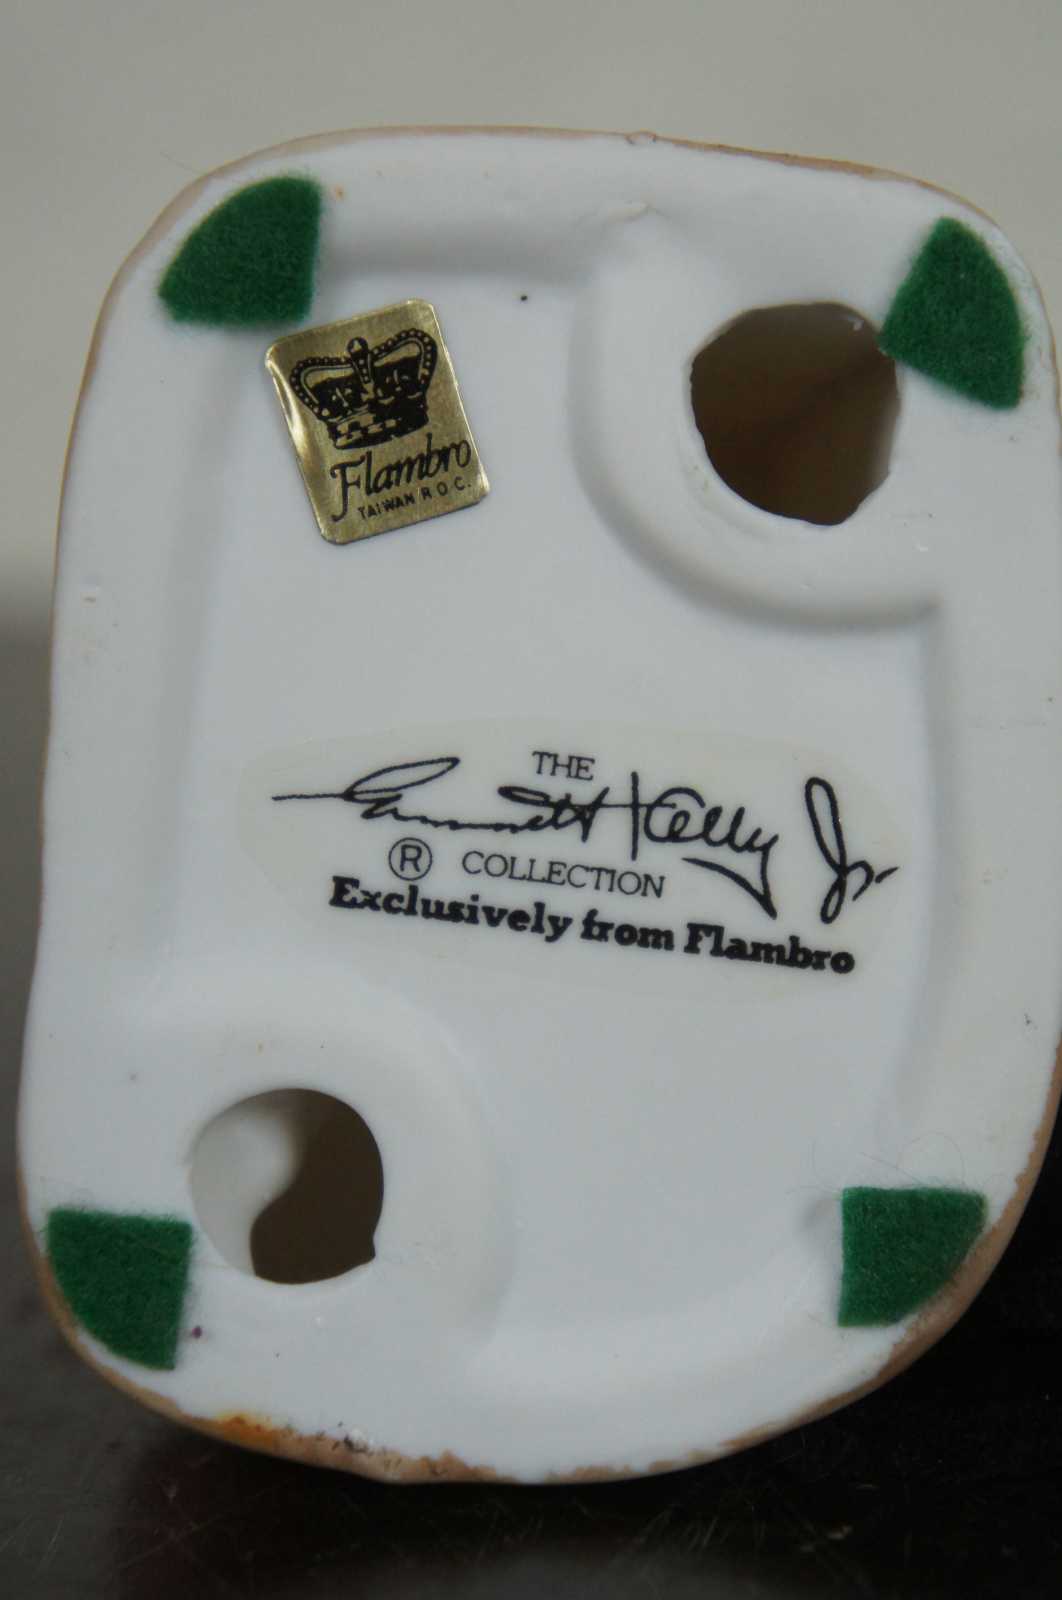 Flambro
TAIWAN R.O.C.
THE
Emmett Kelly Jr.
® COLLECTION
Exclusively from Flambro